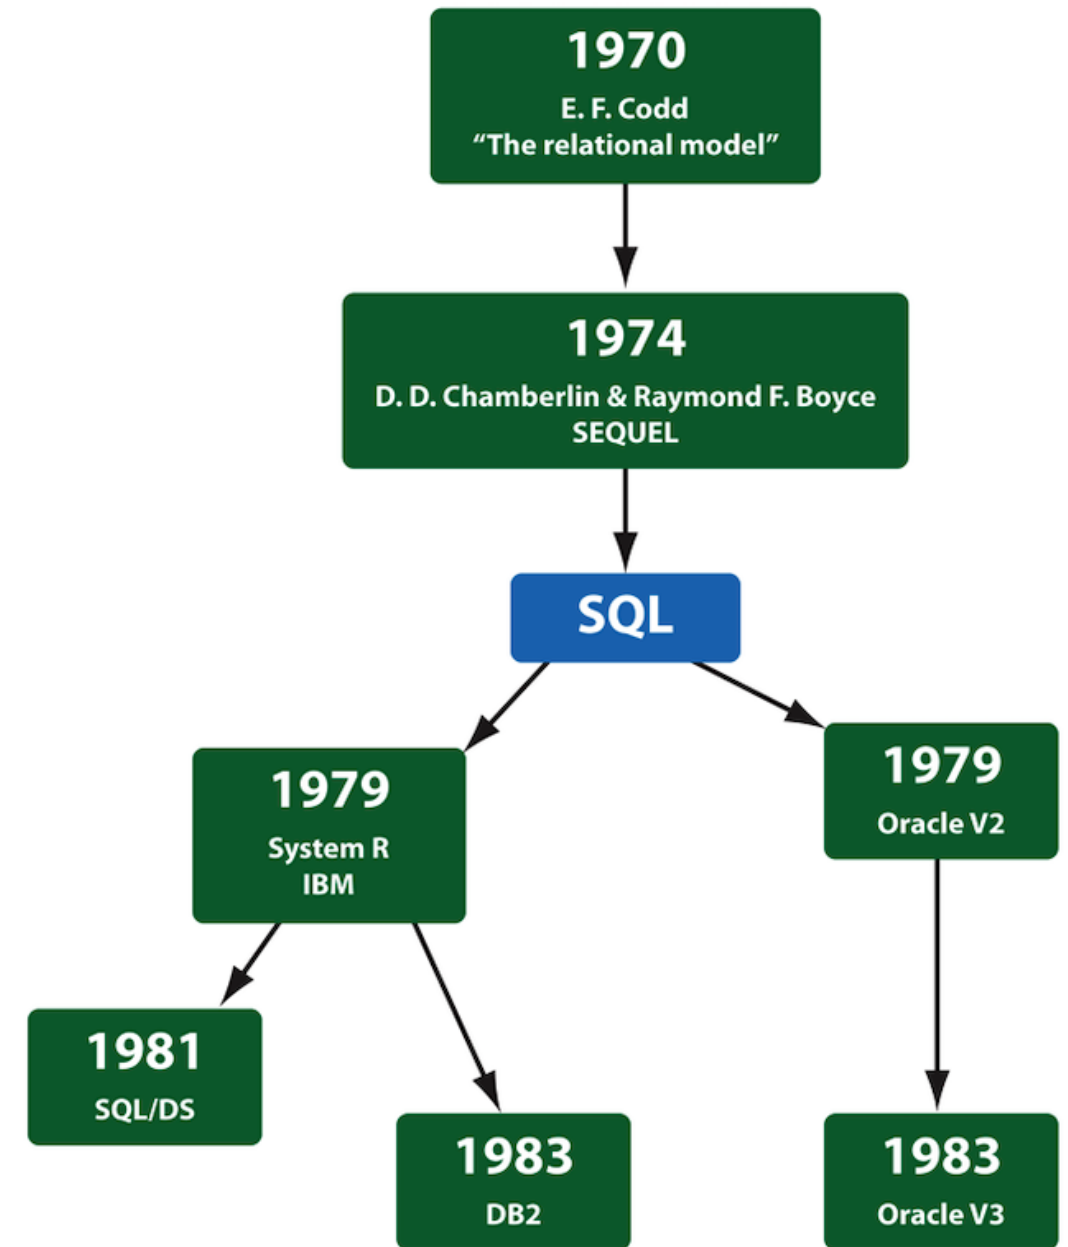 1970
E. F. Codd
“The relational model”
1974
D. D. Chamberlin & Raymond F. Boyce
SEQUEL
SQL
1979
System R
IBM
1979
Oracle V2
1981
SQL/DS
1983
DB2
1983
Oracle V3